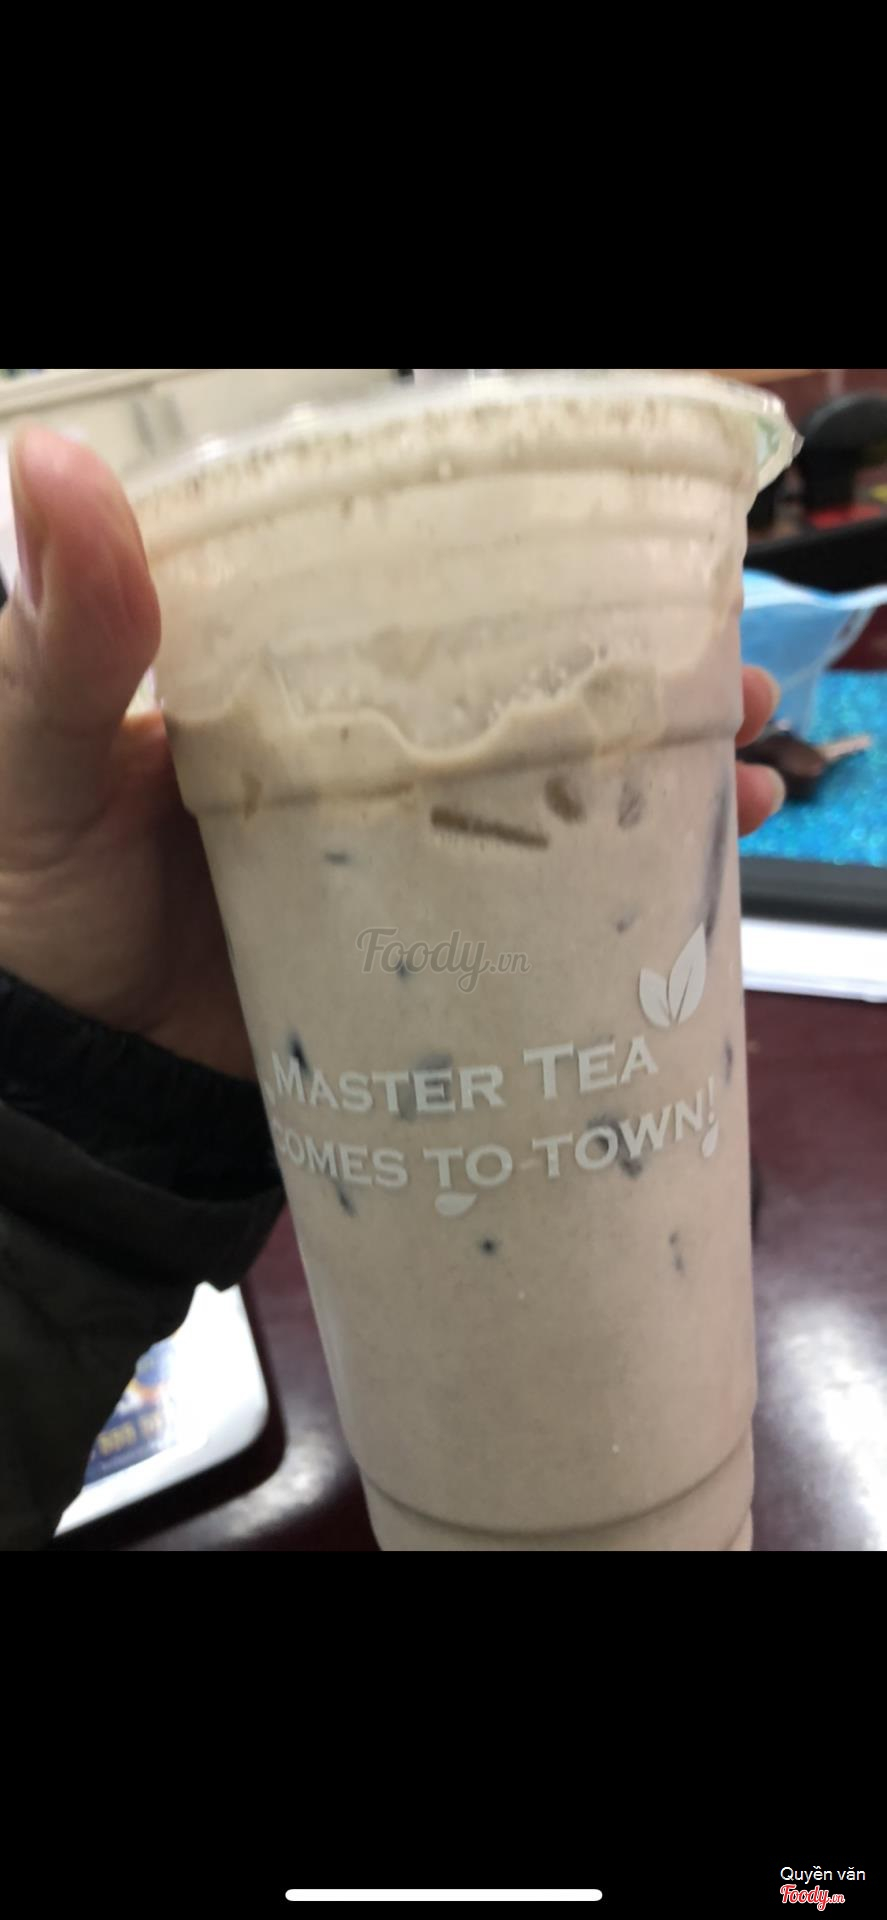 Foody.vn
MASTER TEA
COMES TO TOWN!
Quyền văn
Foody.vn